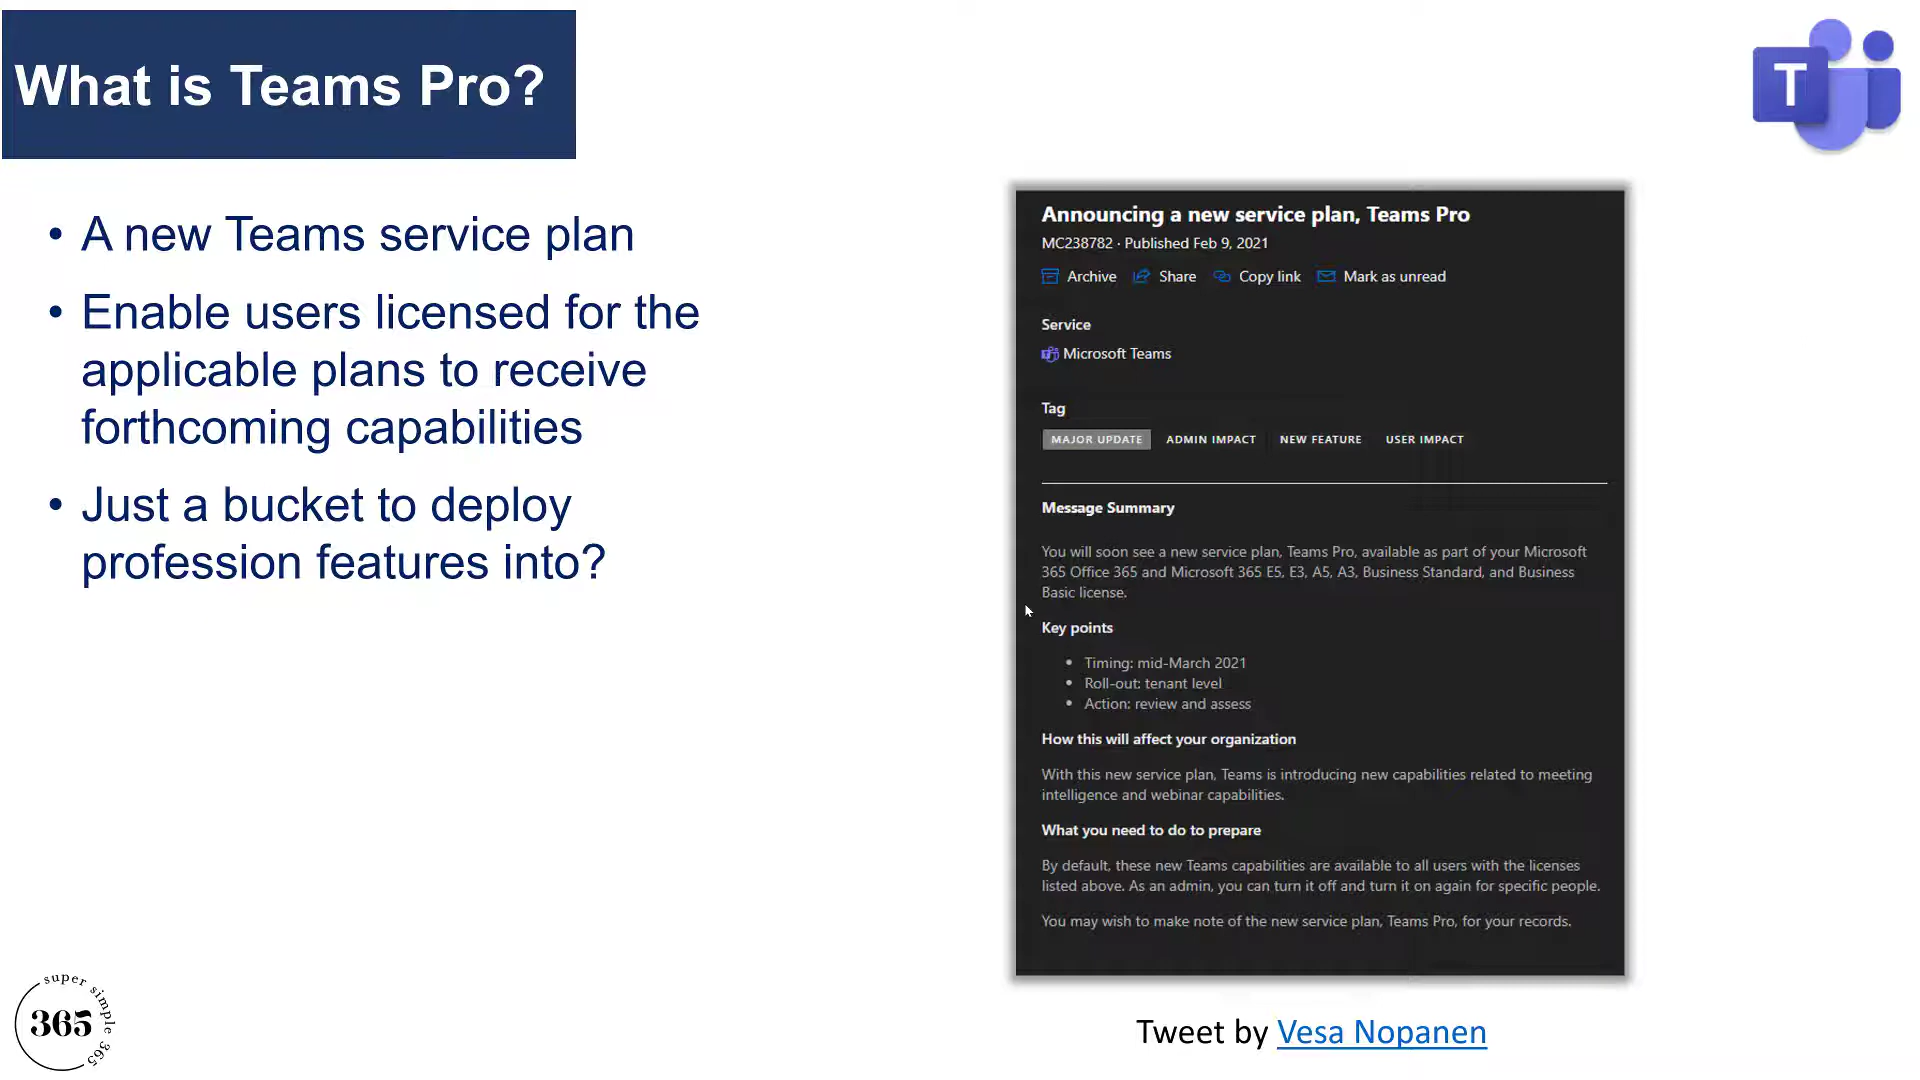 What is Teams Pro?
T
• A new Teams service plan
• Enable users licensed for the
applicable plans to receive
forthcoming capabilities
• Just a bucket to deploy
profession features into?
Announcing a new service plan, Teams Pro
MC238782 · Published Feb 9, 2021
Archive Share Copy link Mark as unread
Service
Microsoft Teams
Tag
MAJOR UPDATE ADMIN IMPACT NEW FEATURE USER IMPACT
Message Summary
You will soon see a new service plan, Teams Pro, available as part of your Microsoft
365 Office 365 and Microsoft 365 E5, E3, A5, A3, Business Standard, and Business
Basic license.
Key points
• Timing: mid-March 2021
• Roll-out: tenant level
• Action: review and assess
How this will affect your organization
With this new service plan, Teams is introducing new capabilities related to meeting
intelligence and webinar capabilities.
What you need to do to prepare
By default, these new Teams capabilities are available to all users with the licenses
listed above. As an admin, you can turn it off and turn it on again for specific people.
You may wish to make note of the new service plan, Teams Pro, for your records.
super simple 365
365
Tweet by Vesa Nopanen